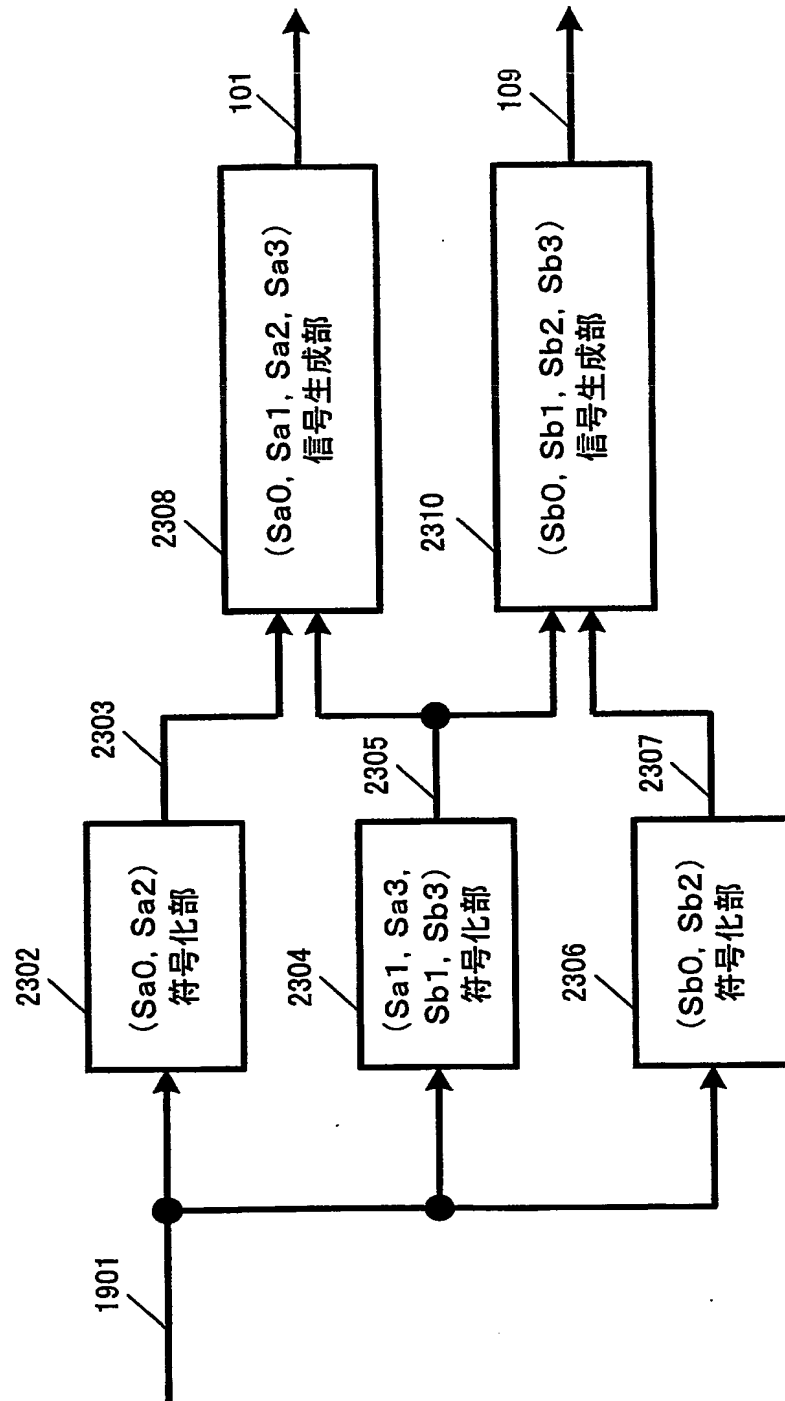 1901
2302
(Sa0, Sa2)
符号化部
2303
2304
(Sa1, Sa3,
Sb1, Sb3)
符号化部
2305
2306
(Sb0, Sb2)
符号化部
2307
2308
(Sa0, Sa1, Sa2, Sa3)
信号生成部
101
2310
(Sb0, Sb1, Sb2, Sb3)
信号生成部
109